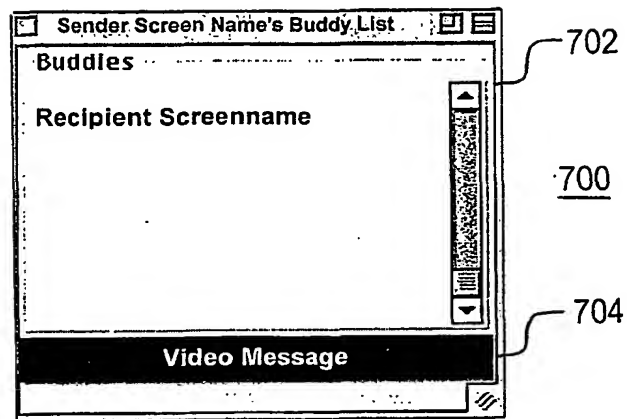 Sender Screen Name's Buddy List
702
Buddies
Recipient Screenname
700
704
Video Message